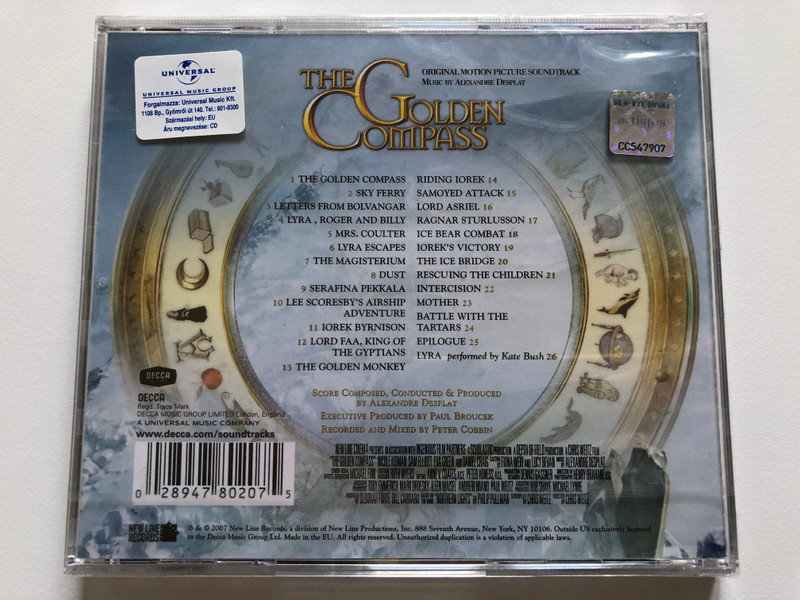 UNIVERSAL
UNIVERSAL MUSIC GROUP
Forgalmazza: Universal Music Kft.
1108 Bp., Gyömrői út 140. Tel.: 801-8300
Származási hely: EU
Áru megnevezése: CD
THE GOLDEN COMPASS
ORIGINAL MOTION PICTURE SOUNDTRACK
MUSIC BY ALEXANDRE DESPLAT
CC547907
1 THE GOLDEN COMPASS
2 SKY FERRY
3 LETTERS FROM BOLVANGAR
4 LYRA , ROGER AND BILLY
5 MRS. COULTER
6 LYRA ESCAPES
7 THE MAGISTERIUM
8 DUST
9 SERAFINA PEKKALA
10 LEE SCORESBY'S AIRSHIP
ADVENTURE
11 IOREK BYRNISON
12 LORD FAA, KING OF
THE GYPTIANS
13 THE GOLDEN MONKEY
RIDING IOREK 14
SAMOYED ATTACK 15
LORD ASRIEL 16
RAGNAR STURLUSSON 17
ICE BEAR COMBAT 18
IOREK'S VICTORY 19
THE ICE BRIDGE 20
RESCUING THE CHILDREN 21
INTERCISION 22
MOTHER 23
BATTLE WITH THE
TARTARS 24
EPILOGUE 25
LYRA performed by Kate Bush 26
SCORE COMPOSED, CONDUCTED & PRODUCED
BY ALEXANDRE DESPLAT
EXECUTIVE PRODUCED BY PAUL BROUCEK
RECORDED AND MIXED BY PETER COBBIN
DECCA
DECCA
Regd. Trade Mark
DECCA MUSIC GROUP LIMITED London, England
A UNIVERSAL MUSIC COMPANY
www.decca.com/soundtracks
0 28947 80207 5
NEW LINE
RECORDS
℗ & © 2007 New Line Records, a division of New Line Productions, Inc. 888 Seventh Avenue, New York, NY 10106. Outside US exclusively licensed
to the Decca Music Group Ltd. Made in the EU. All rights reserved. Unauthorized duplication is a violation of applicable laws.